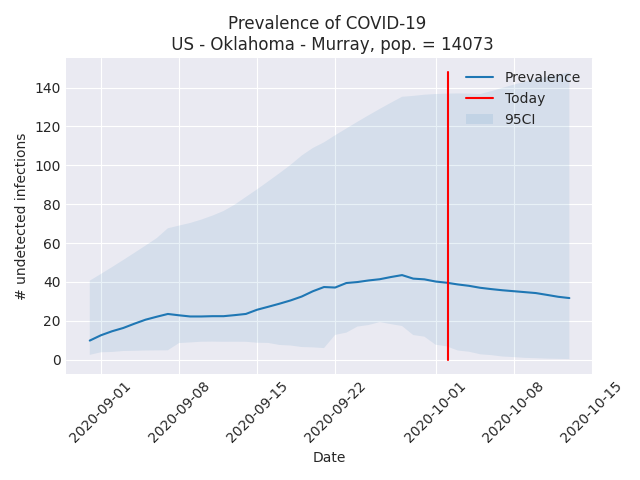 Prevalence of COVID-19
US - Oklahoma - Murray, pop. = 14073
Prevalence
Today
95CI
140
120
100
80
60
40
20
0
# undetected infections
2020-09-01
2020-09-08
2020-09-15
2020-09-22
2020-10-01
2020-10-08
2020-10-15
Date